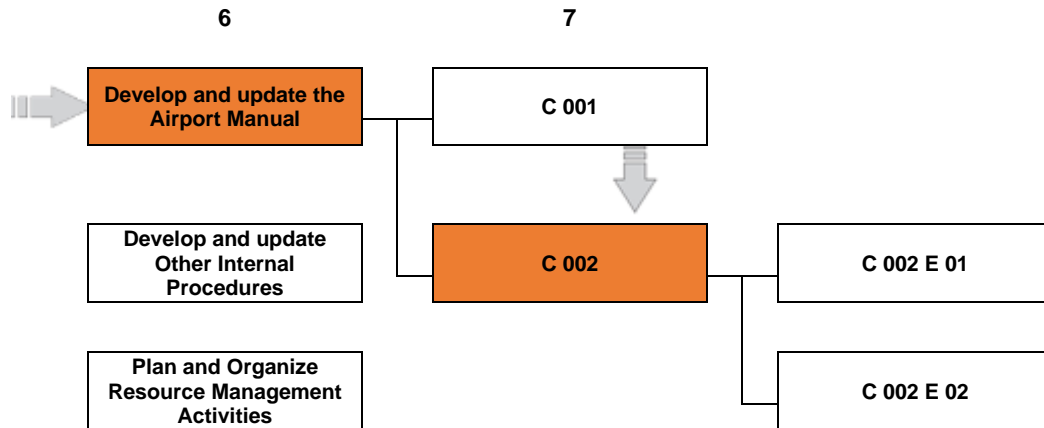 6
7
Develop and update the
Airport Manual
C 001
Develop and update
Other Internal
Procedures
C 002
C 002 E 01
Plan and Organize
Resource Management
Activities
C 002 E 02